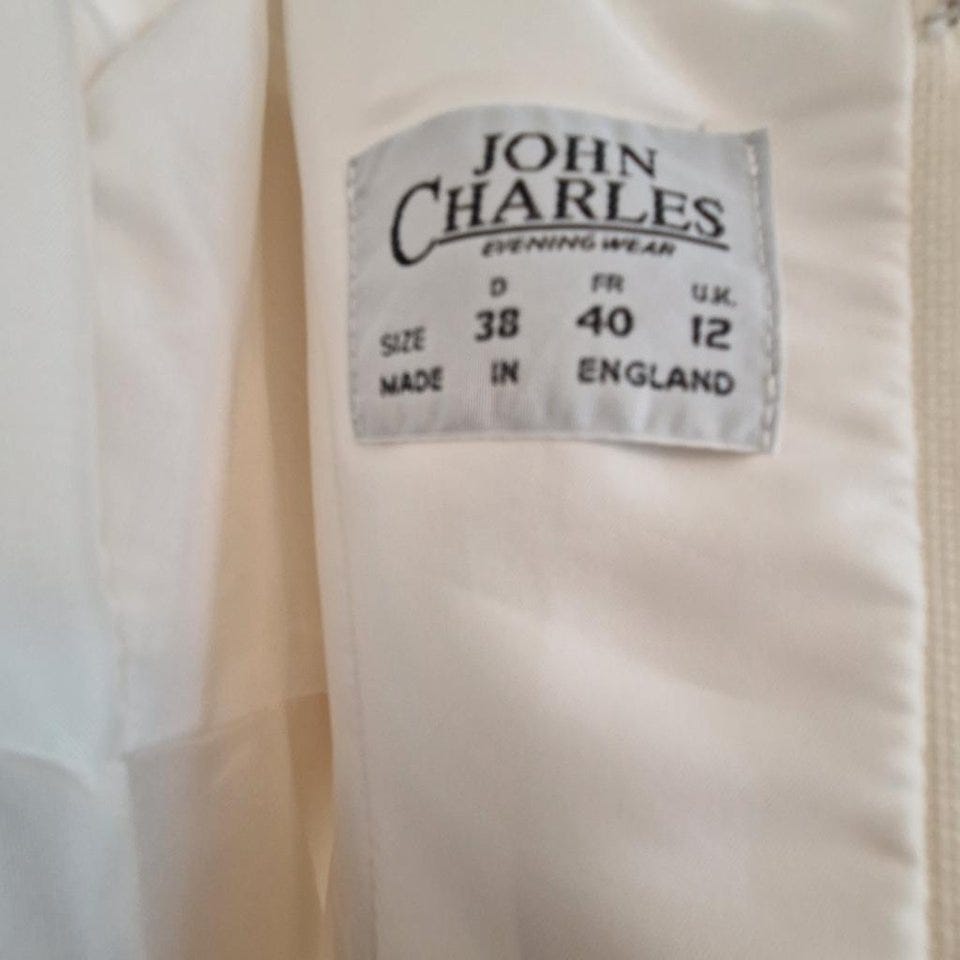 JOHN
CHARLES
EVENING WEAR
D FR U.K.
SIZE 38 40 12
MADE IN ENGLAND